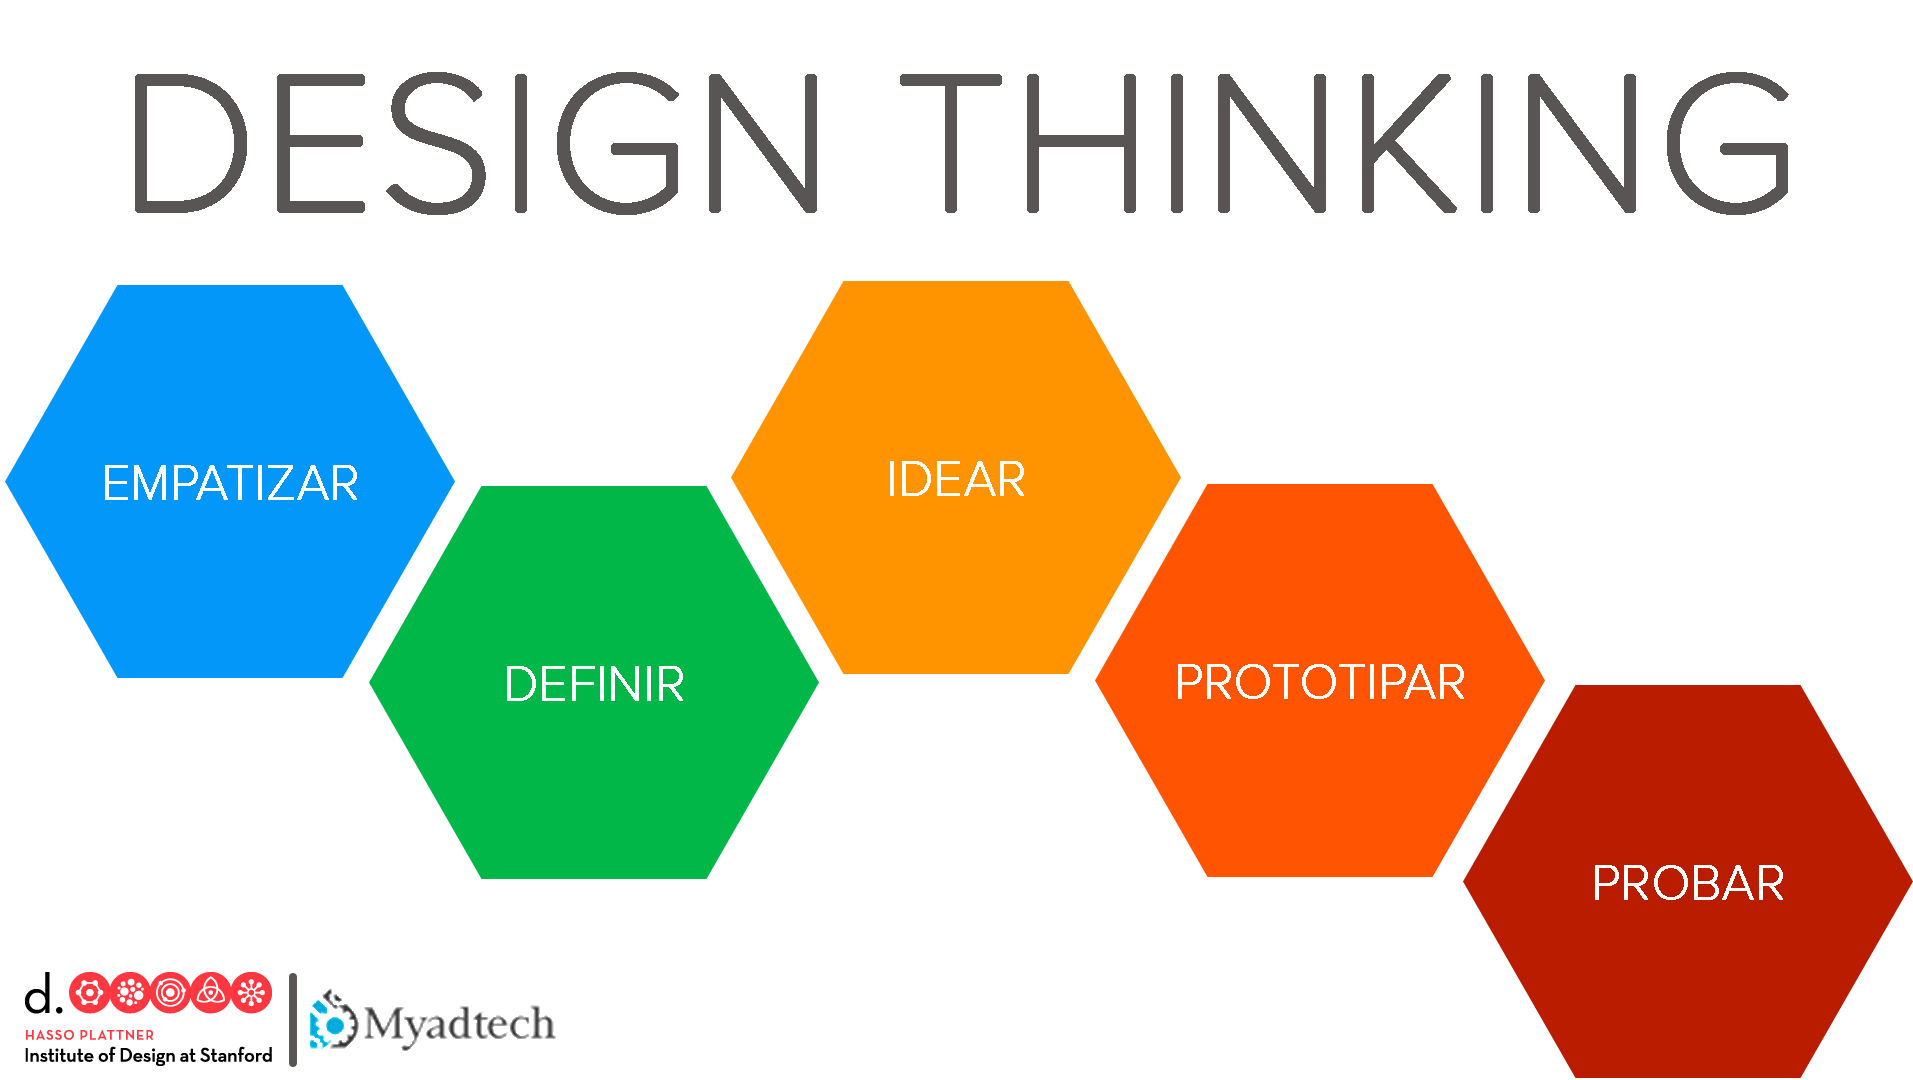 DESIGN THINKING
EMPATIZAR
DEFINIR
IDEAR
PROTOTIPAR
PROBAR
d.
HASSO PLATTNER
Institute of Design at Stanford
Myadtech